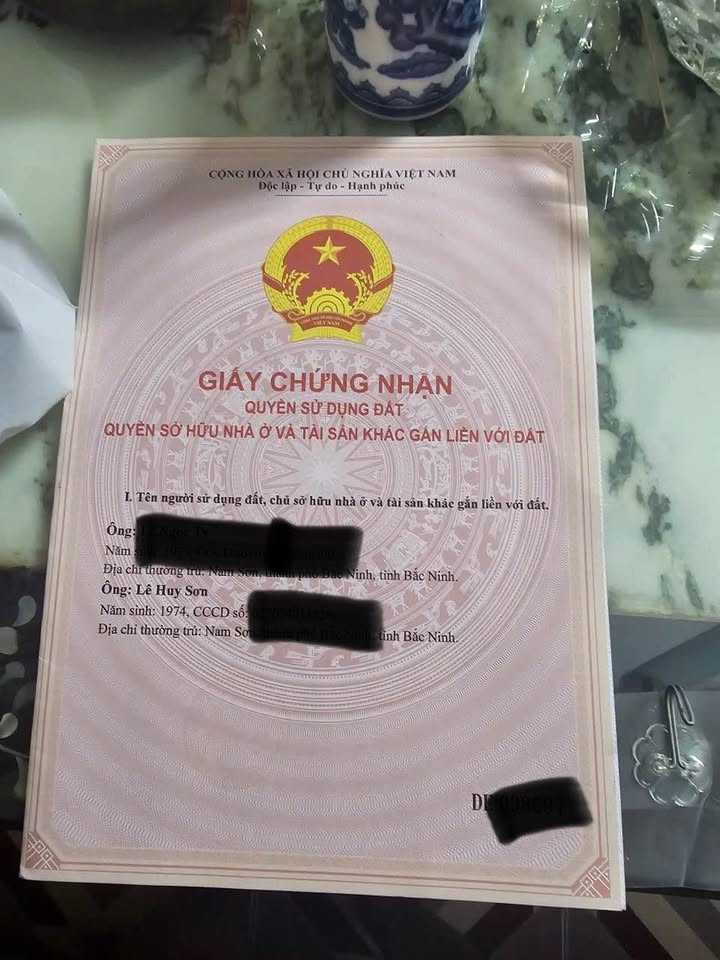 CỘNG HÒA XÃ HỘI CHỦ NGHĨA VIỆT NAM
Độc lập - Tự do - Hạnh phúc
VIỆT NAM
GIẤY CHỨNG NHẬN
QUYỀN SỬ DỤNG ĐẤT
QUYỀN SỞ HỮU NHÀ Ở VÀ TÀI SẢN KHÁC GẮN LIỀN VỚI ĐẤT
I. Tên người sử dụng đất, chủ sở hữu nhà ở và tài sản khác gắn liền với đất.
Ông:
Năm
Địa chỉ thường trú: Nam Sơn, thành phố Bắc Ninh, tỉnh Bắc Ninh.
Ông: Lê Huy Sơn
Năm sinh: 1974, CCCD số:
Địa chỉ thường trú: Nam Sơn, tỉnh Bắc Ninh.